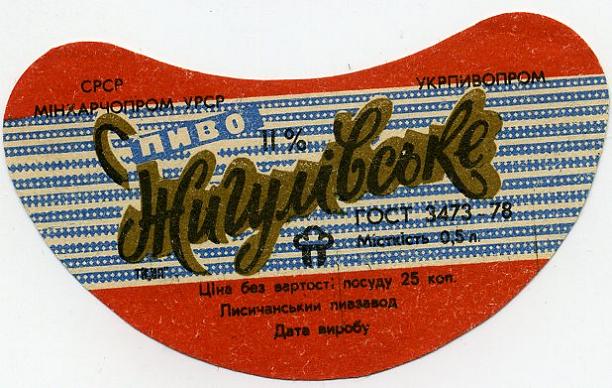 СРСР
МІНХАРЧОПРОМ УРСР
УКРПИВОПРОМ
ПИВО
11%
Жигулівське
ГОСТ 3473-78
Місткість 0,5 л.
Ціна без вартості посуду 25 коп.
Лисичанський пивзавод
Дата виробу